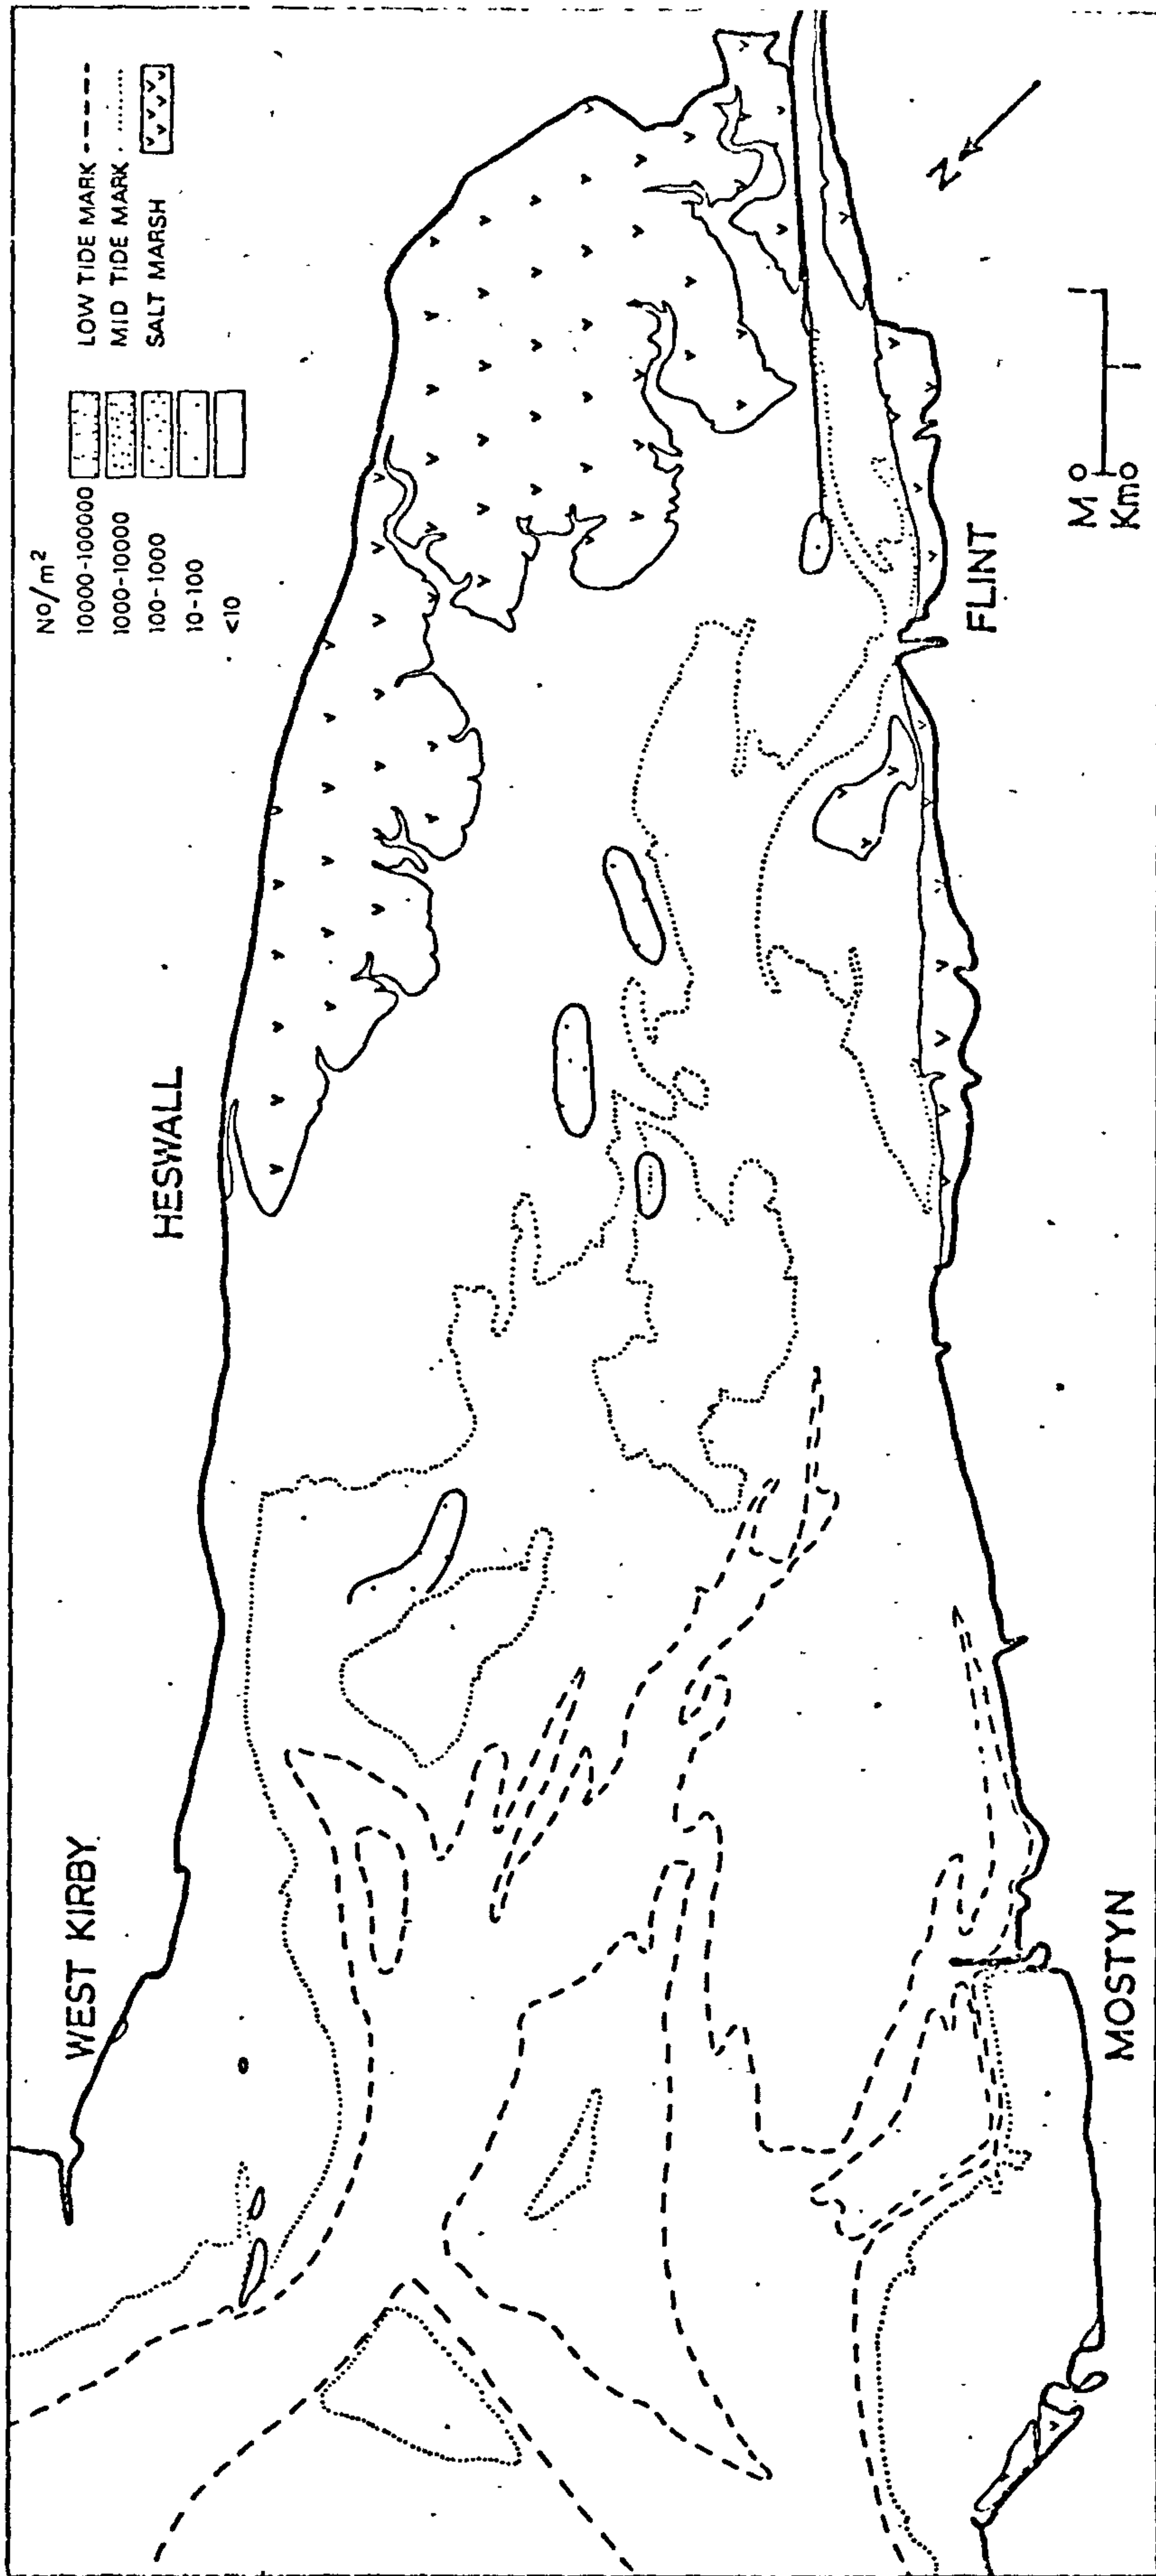 Nº/m²
10000-100000
1000-10000
100-1000
10-100
<10
LOW TIDE MARK
MID TIDE MARK
SALT MARSH
WEST KIRBY
HESWALL
N
FLINT
MOSTYN
M 0 1
Km 0 1